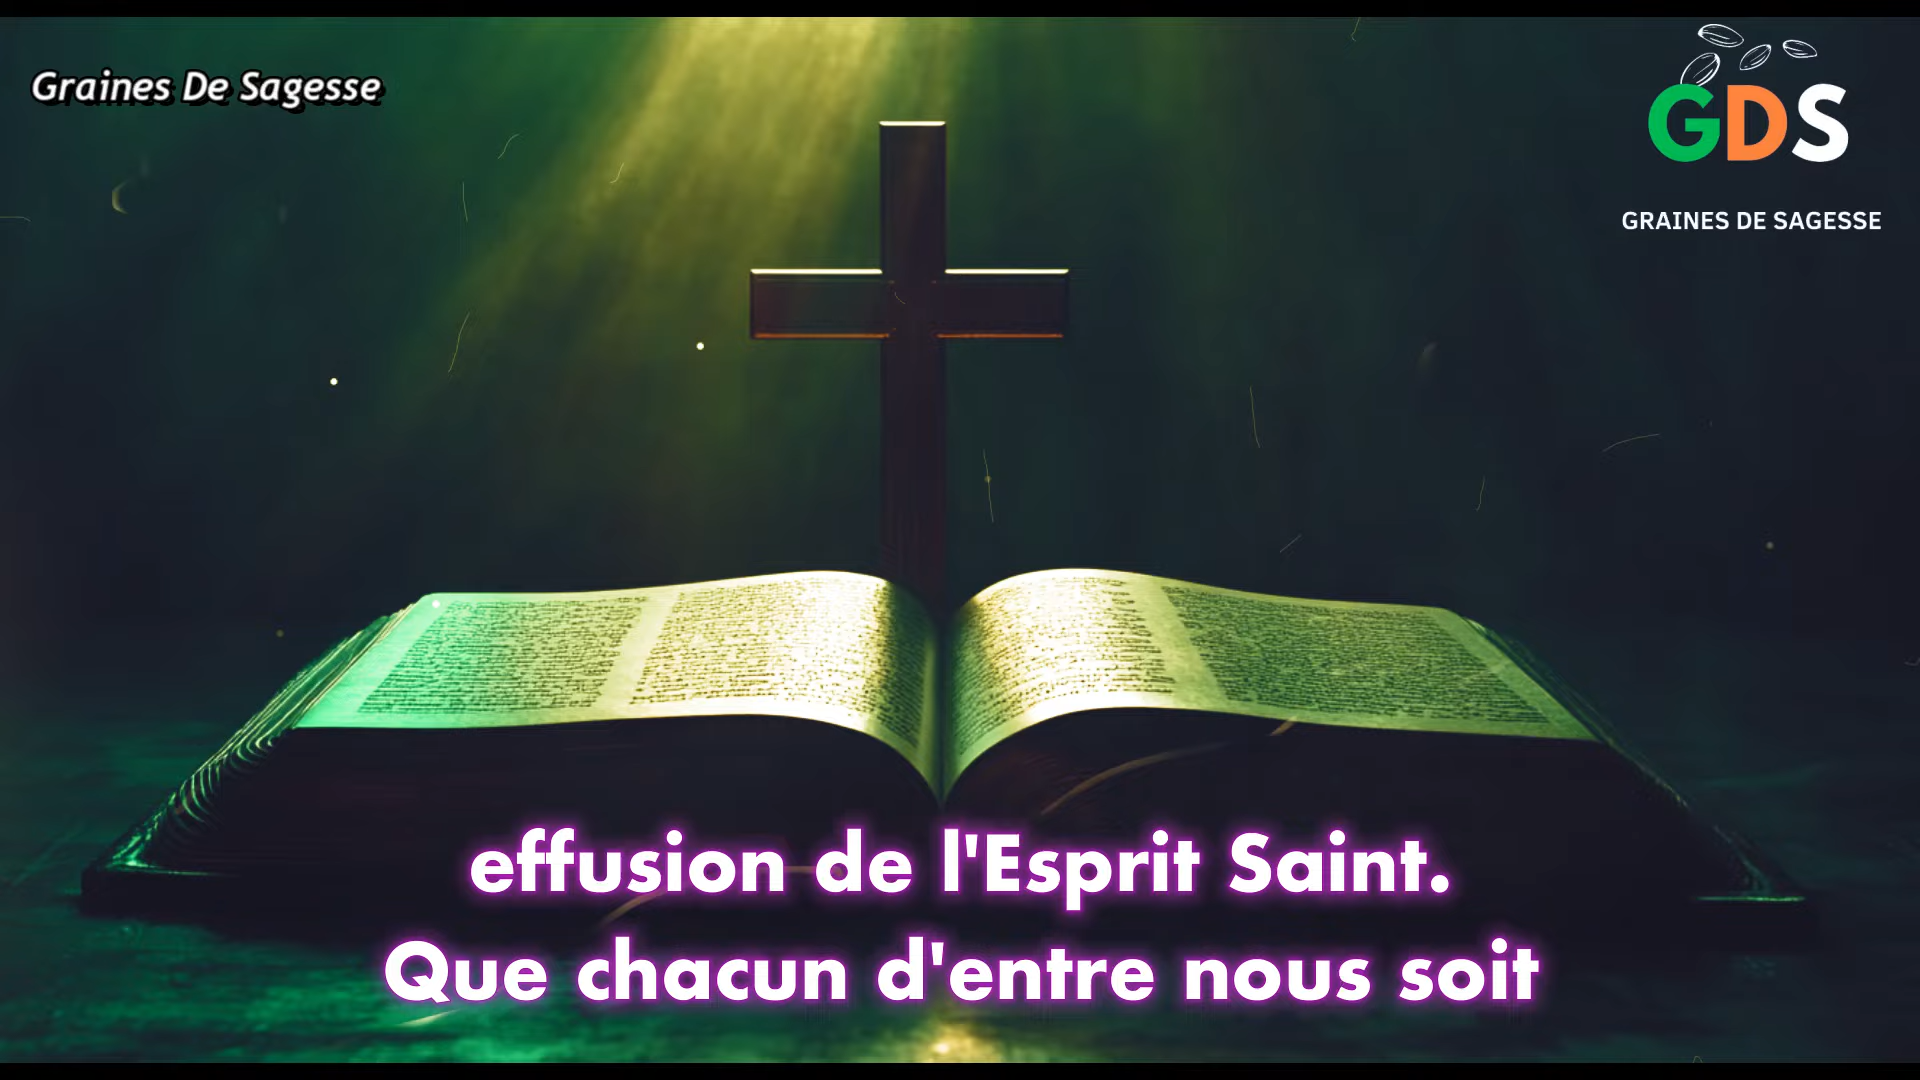 Graines De Sagesse
GDS
GRAINES DE SAGESSE
effusion de l'Esprit Saint.
Que chacun d'entre nous soit